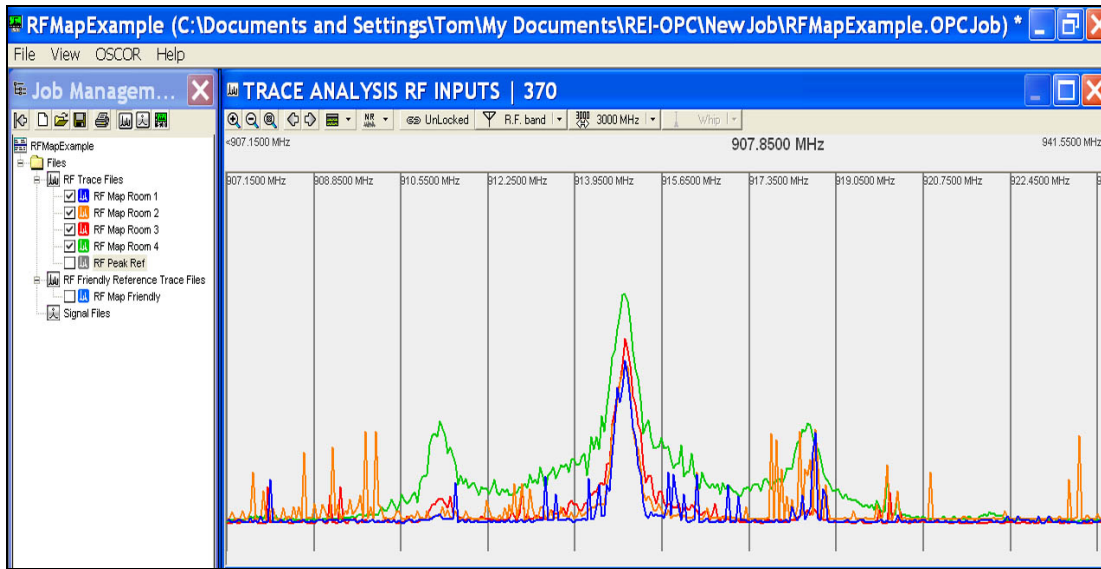 RFMapExample (C:\Documents and Settings\Tom\My Documents\REI-OPC\NewJob\RFMapExample.OPCJob) *
File View OSCOR Help
Job Managem...
RFMapExample
Files
RF Trace Files
RF Map Room 1
RF Map Room 2
RF Map Room 3
RF Map Room 4
RF Peak Ref
RF Friendly Reference Trace Files
RF Map Friendly
Signal Files
TRACE ANALYSIS RF INPUTS | 370
NR UnLocked R.F. band 3000 MHz Whip
<907.1500 MHz 907.8500 MHz 941.5500 MHz
907.1500 MHz 908.8500 MHz 910.5500 MHz 912.2500 MHz 913.9500 MHz 915.6500 MHz 917.3500 MHz 919.0500 MHz 920.7500 MHz 922.4500 MHz